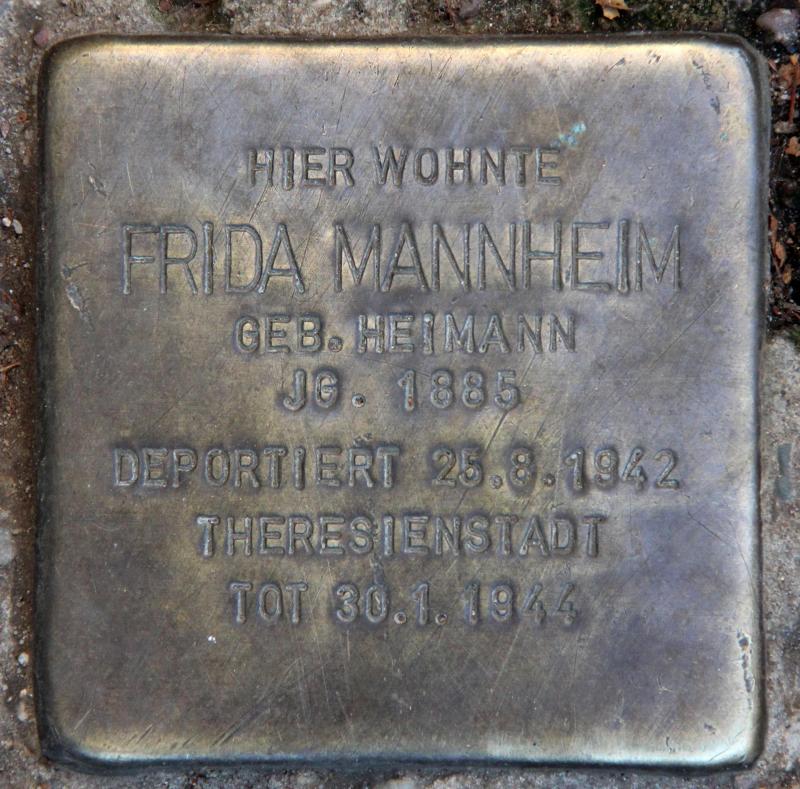 HIER WOHNTE
FRIDA MANNHEIM
GEB. HEIMANN
JG. 1885
DEPORTIERT 25.8.1942
THERESIENSTADT
TOT 30.1.1944